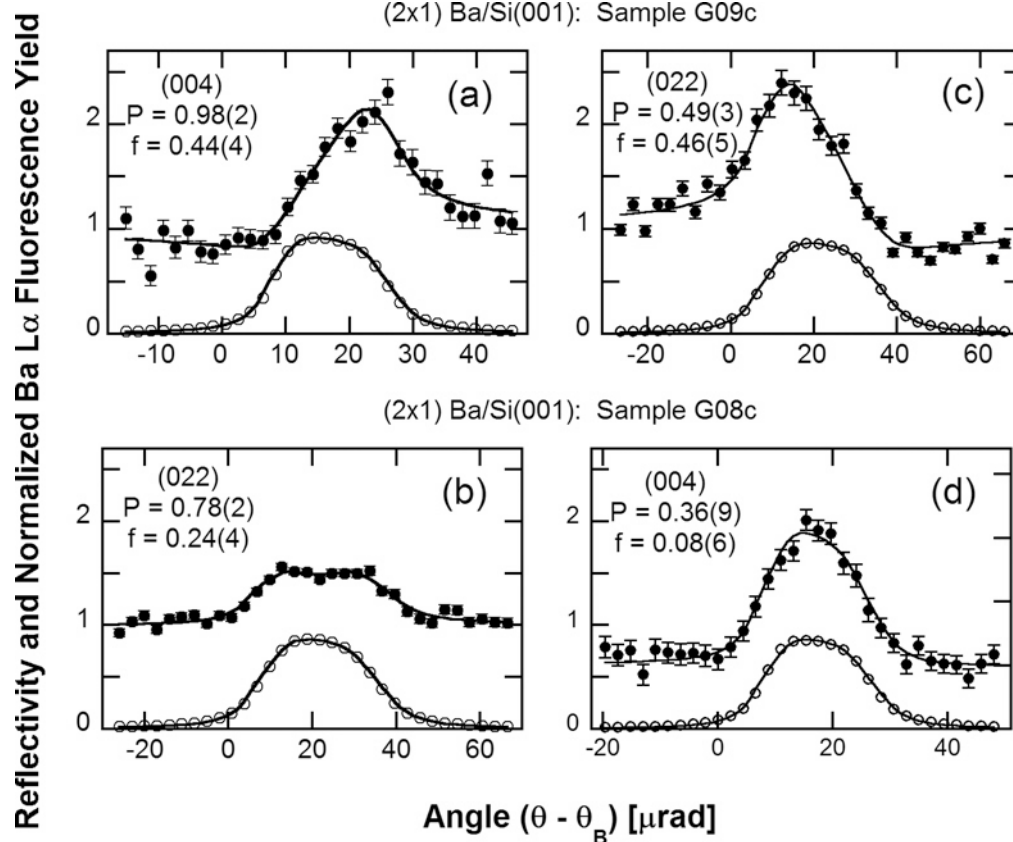 (2x1) Ba/Si(001): Sample G09c
Reflectivity and Normalized Ba Lα Fluorescence Yield
(004)
P = 0.98(2)
f = 0.44(4)
(a)
2
1
0
-10 0 10 20 30 40
(022)
P = 0.49(3)
f = 0.46(5)
(c)
2
1
0
-20 0 20 40 60
(2x1) Ba/Si(001): Sample G08c
(022)
P = 0.78(2)
f = 0.24(4)
(b)
2
1
0
-20 0 20 40 60
(004)
P = 0.36(9)
f = 0.08(6)
(d)
2
1
0
-20 0 20 40
Angle (θ - θB) [μrad]